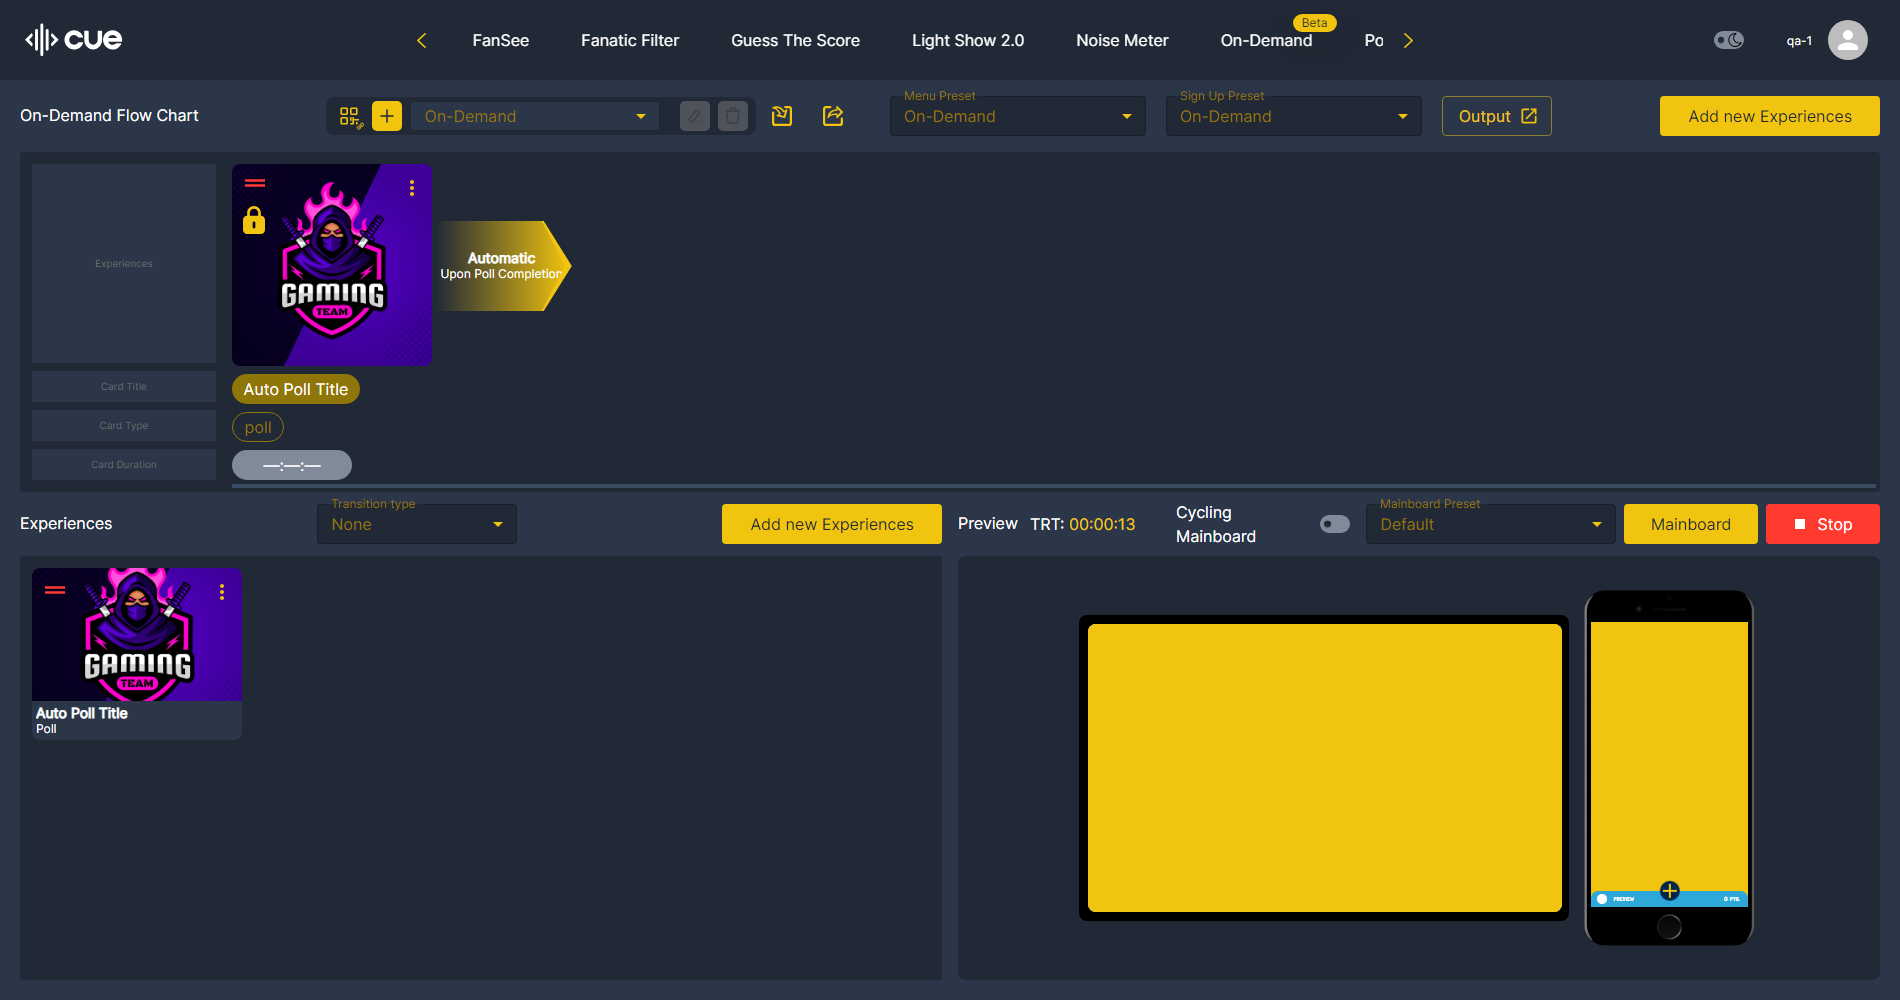 cue
FanSee
Fanatic Filter
Guess The Score
Light Show 2.0
Noise Meter
On-Demand
Beta
Po
qa-1
On-Demand Flow Chart
On-Demand
Menu Preset
On-Demand
Sign Up Preset
On-Demand
Output
Add new Experiences
Experiences
GAMING
TEAM
Automatic
Upon Poll Completion
Card Title
Auto Poll Title
Card Type
poll
Card Duration
—:—:—
Experiences
Transition type
None
Add new Experiences
Preview
TRT: 00:00:13
Cycling
Mainboard
Mainboard Preset
Default
Mainboard
Stop
GAMING
TEAM
Auto Poll Title
Poll
PREVIEW
0 PTS.